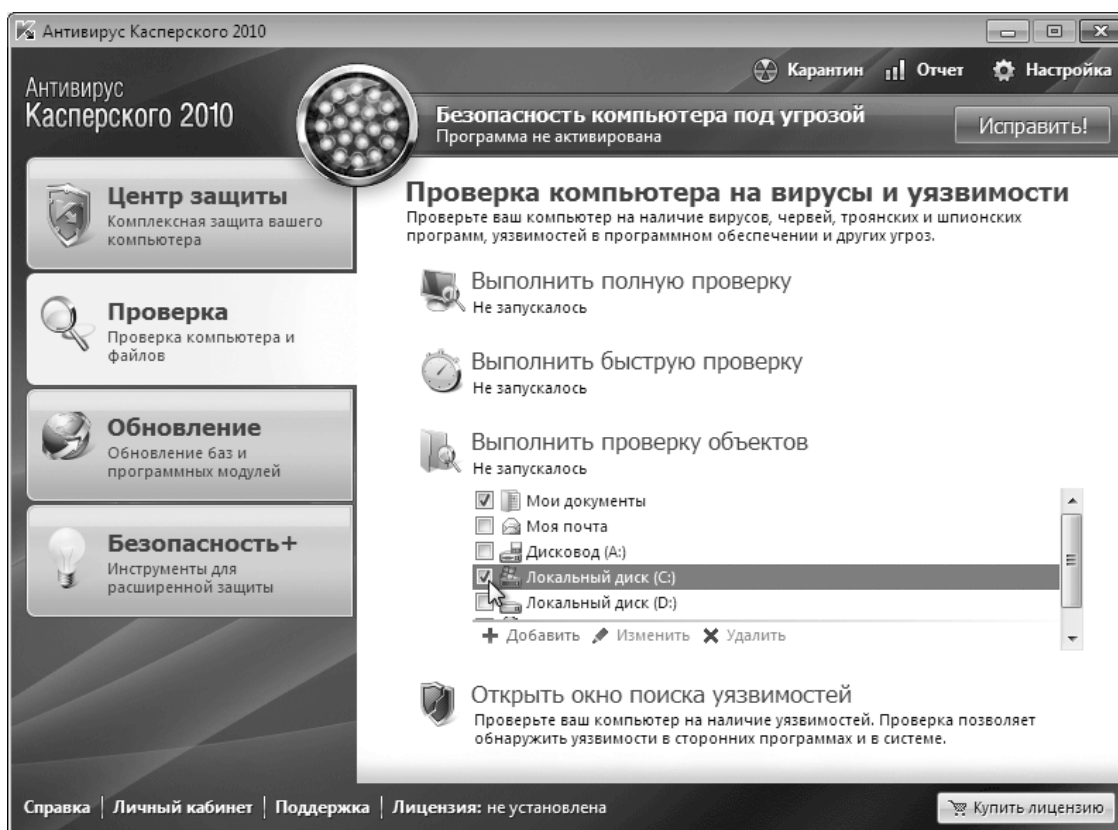 Антивирус Касперского 2010
Карантин
Отчет
Настройка
Антивирус
Касперского 2010
Безопасность компьютера под угрозой
Программа не активирована
Исправить!
Центр защиты
Комплексная защита вашего
компьютера
Проверка
Проверка компьютера и
файлов
Обновление
Обновление баз и
программных модулей
Безопасность+
Инструменты для
расширенной защиты
Проверка компьютера на вирусы и уязвимости
Проверьте ваш компьютер на наличие вирусов, червей, троянских и шпионских
программ, уязвимостей в программном обеспечении и других угроз.
Выполнить полную проверку
Не запускалось
Выполнить быструю проверку
Не запускалось
Выполнить проверку объектов
Не запускалось
Мои документы
Моя почта
Дисковод (A:)
Локальный диск (C:)
Локальный диск (D:)
Добавить Изменить Удалить
Открыть окно поиска уязвимостей
Проверьте ваш компьютер на наличие уязвимостей. Проверка позволяет
обнаружить уязвимости в сторонних программах и в системе.
Справка | Личный кабинет | Поддержка | Лицензия: не установлена
Купить лицензию